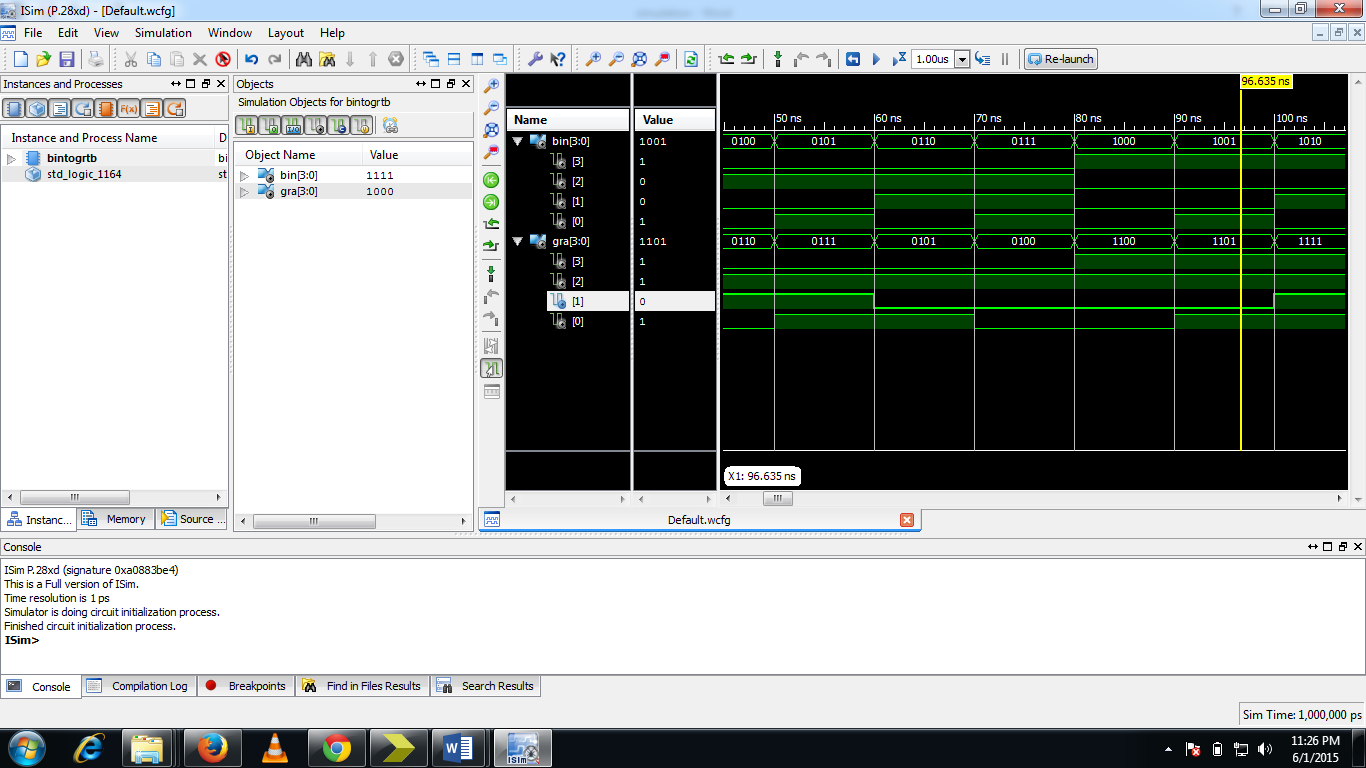 ISim (P.28xd) - [Default.wcfg]
File Edit View Simulation Window Layout Help
1.00us Re-launch
Instances and Processes
Instance and Process Name D
bintogrtb bi
std_logic_1164 st
Instanc... Memory Source ...
Objects
Simulation Objects for bintogrtb
Object Name Value
bin[3:0] 1111
gra[3:0] 1000
Name Value
bin[3:0] 1001
[3] 1
[2] 0
[1] 0
[0] 1
gra[3:0] 1101
[3] 1
[2] 1
[1] 0
[0] 1
96.635 ns
50 ns 60 ns 70 ns 80 ns 90 ns 100 ns
0100 0101 0110 0111 1000 1001 1010
0110 0111 0101 0100 1100 1101 1111
X1: 96.635 ns
Default.wcfg
Console
ISim P.28xd (signature 0xa0883be4)
This is a Full version of ISim.
Time resolution is 1 ps
Simulator is doing circuit initialization process.
Finished circuit initialization process.
ISim>
Console Compilation Log Breakpoints Find in Files Results Search Results
Sim Time: 1,000,000 ps
11:26 PM
6/1/2015